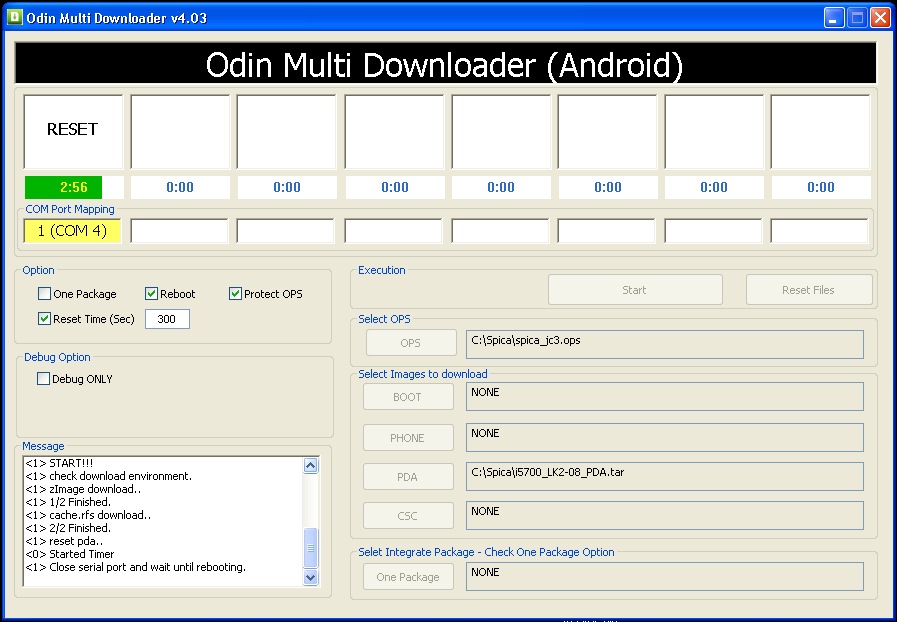 Odin Multi Downloader v4.03
Odin Multi Downloader (Android)
RESET
2:56 0:00 0:00 0:00 0:00 0:00 0:00 0:00
COM Port Mapping
1 (COM 4)
Option
One Package Reboot Protect OPS
Reset Time (Sec) 300
Debug Option
Debug ONLY
Message
<1> START!!!
<1> check download environment.
<1> zImage download..
<1> 1/2 Finished.
<1> cache.rfs download..
<1> 2/2 Finished.
<1> reset pda..
<0> Started Timer
<1> Close serial port and wait until rebooting.
Execution
Start Reset Files
Select OPS
OPS C:\Spica\spica_jc3.ops
Select Images to download
BOOT NONE
PHONE NONE
PDA C:\Spica\i5700_LK2-08_PDA.tar
CSC NONE
Selet Integrate Package - Check One Package Option
One Package NONE